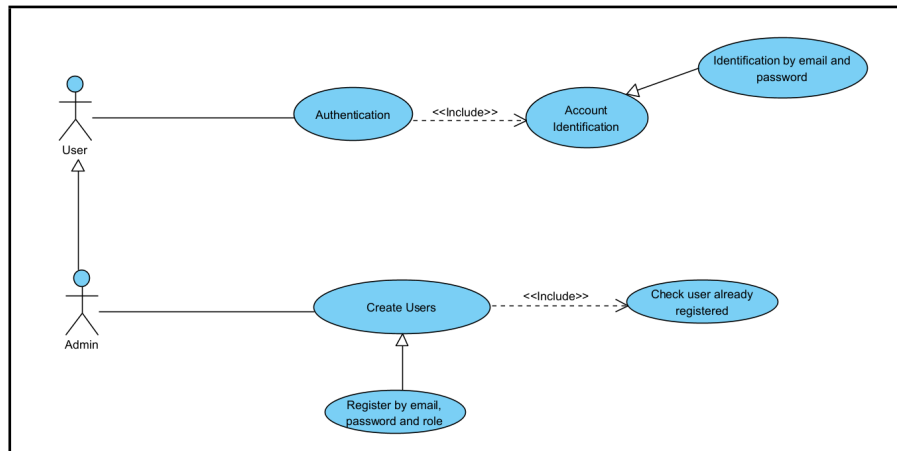 Identification by email and
password
Authentication
<<Include>>
Account
Identification
User
<<Include>>
Create Users
Check user already
registered
Admin
Register by email,
password and role